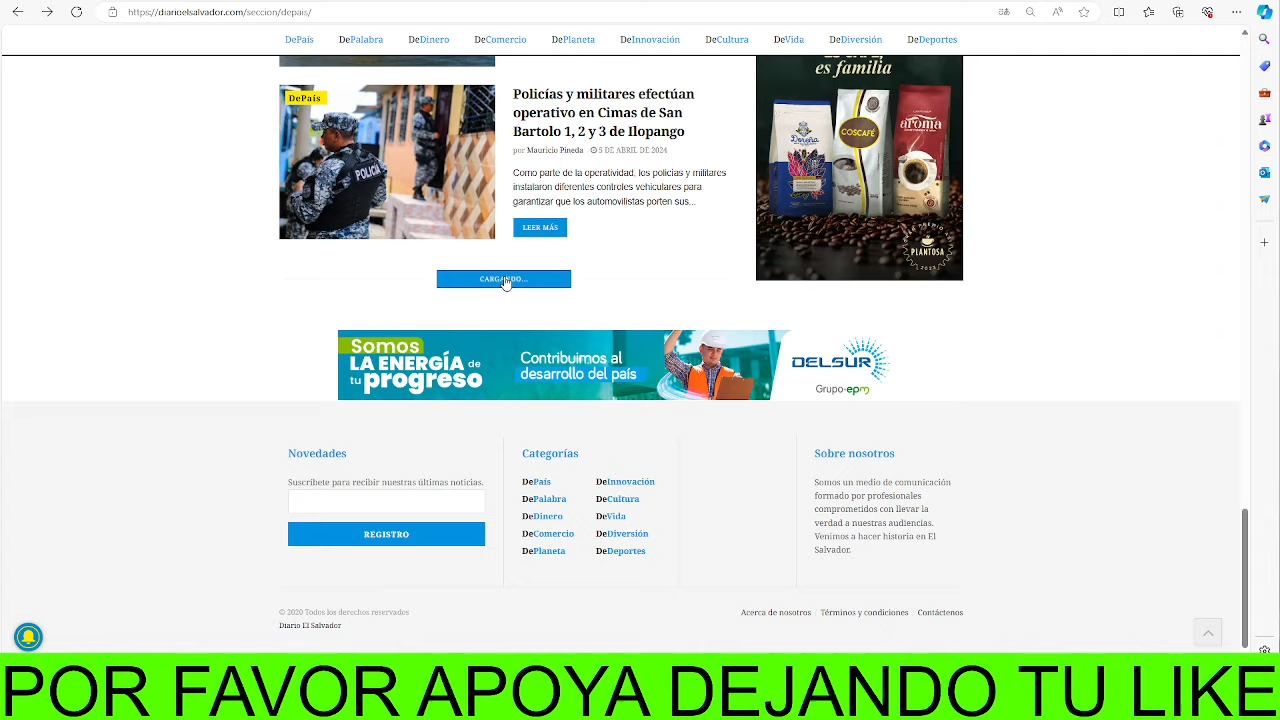 https://diarioelsalvador.com/seccion/depais/
DePaís DePalabra DeDinero DeComercio DePlaneta DeInnovación DeCultura DeVida DeDiversión DeDeportes
es familia
DePaís
POLICÍA
Policías y militares efectúan
operativo en Cimas de San
Bartolo 1, 2 y 3 de Ilopango
por Mauricio Pineda 5 DE ABRIL DE 2024
Como parte de la operatividad, los policías y militares
instalaron diferentes controles vehiculares para
garantizar que los automovilistas porten sus...
LEER MÁS
COSCAFÉ
aroma
PLANTOSA
CARGANDO...
Somos
LA ENERGÍA de
tu progreso
Contribuimos al
desarrollo del país
DELSUR
Grupo·epm
Novedades
Suscríbete para recibir nuestras últimas noticias.
REGISTRO
Categorías
DePaís
DePalabra
DeDinero
DeComercio
DePlaneta
DeInnovación
DeCultura
DeVida
DeDiversión
DeDeportes
Sobre nosotros
Somos un medio de comunicación
formado por profesionales
comprometidos con llevar la
verdad a nuestras audiencias.
Venimos a hacer historia en El
Salvador.
© 2020 Todos los derechos reservados
Diario El Salvador
Acerca de nosotros Términos y condiciones Contáctenos
POR FAVOR APOYA DEJANDO TU LIKE